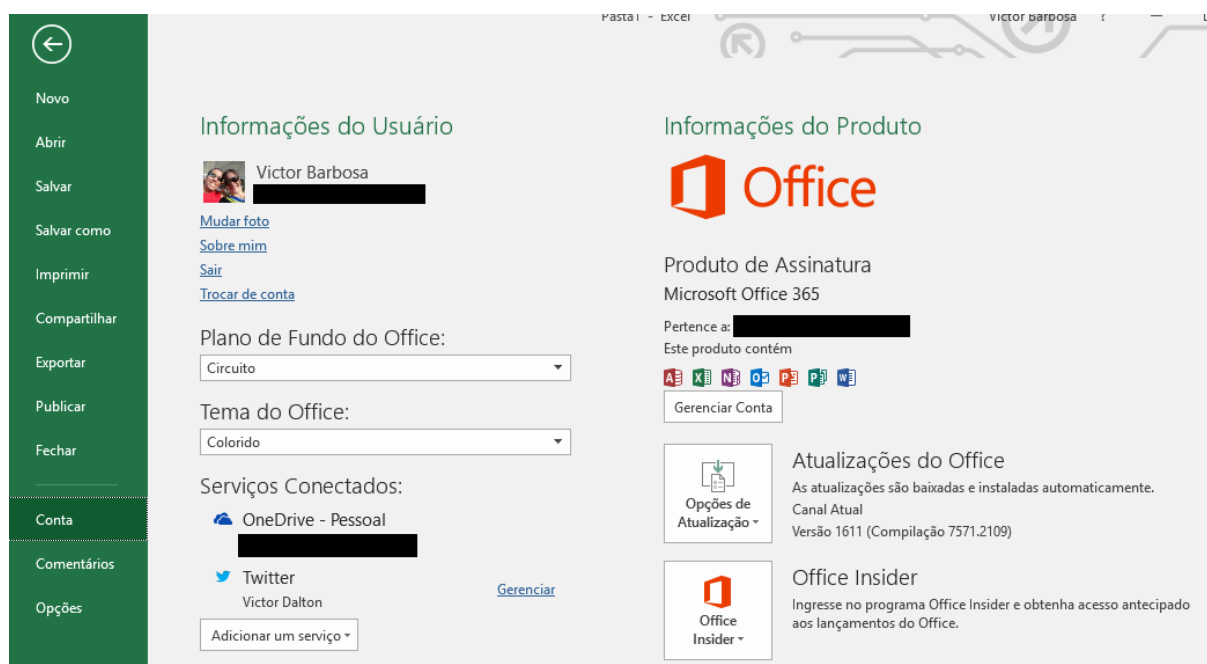 Pasta1 - Excel
Victor Barbosa
?
Novo
Abrir
Salvar
Salvar como
Imprimir
Compartilhar
Exportar
Publicar
Fechar
Conta
Comentários
Opções
Informações do Usuário
Victor Barbosa
Mudar foto
Sobre mim
Sair
Trocar de conta
Plano de Fundo do Office:
Circuito
Tema do Office:
Colorido
Serviços Conectados:
OneDrive - Pessoal
Twitter
Victor Dalton
Gerenciar
Adicionar um serviço
Informações do Produto
Office
Produto de Assinatura
Microsoft Office 365
Pertence a:
Este produto contém
Gerenciar Conta
Opções de
Atualização
Atualizações do Office
As atualizações são baixadas e instaladas automaticamente.
Canal Atual
Versão 1611 (Compilação 7571.2109)
Office
Insider
Office Insider
Ingresse no programa Office Insider e obtenha acesso antecipado
aos lançamentos do Office.